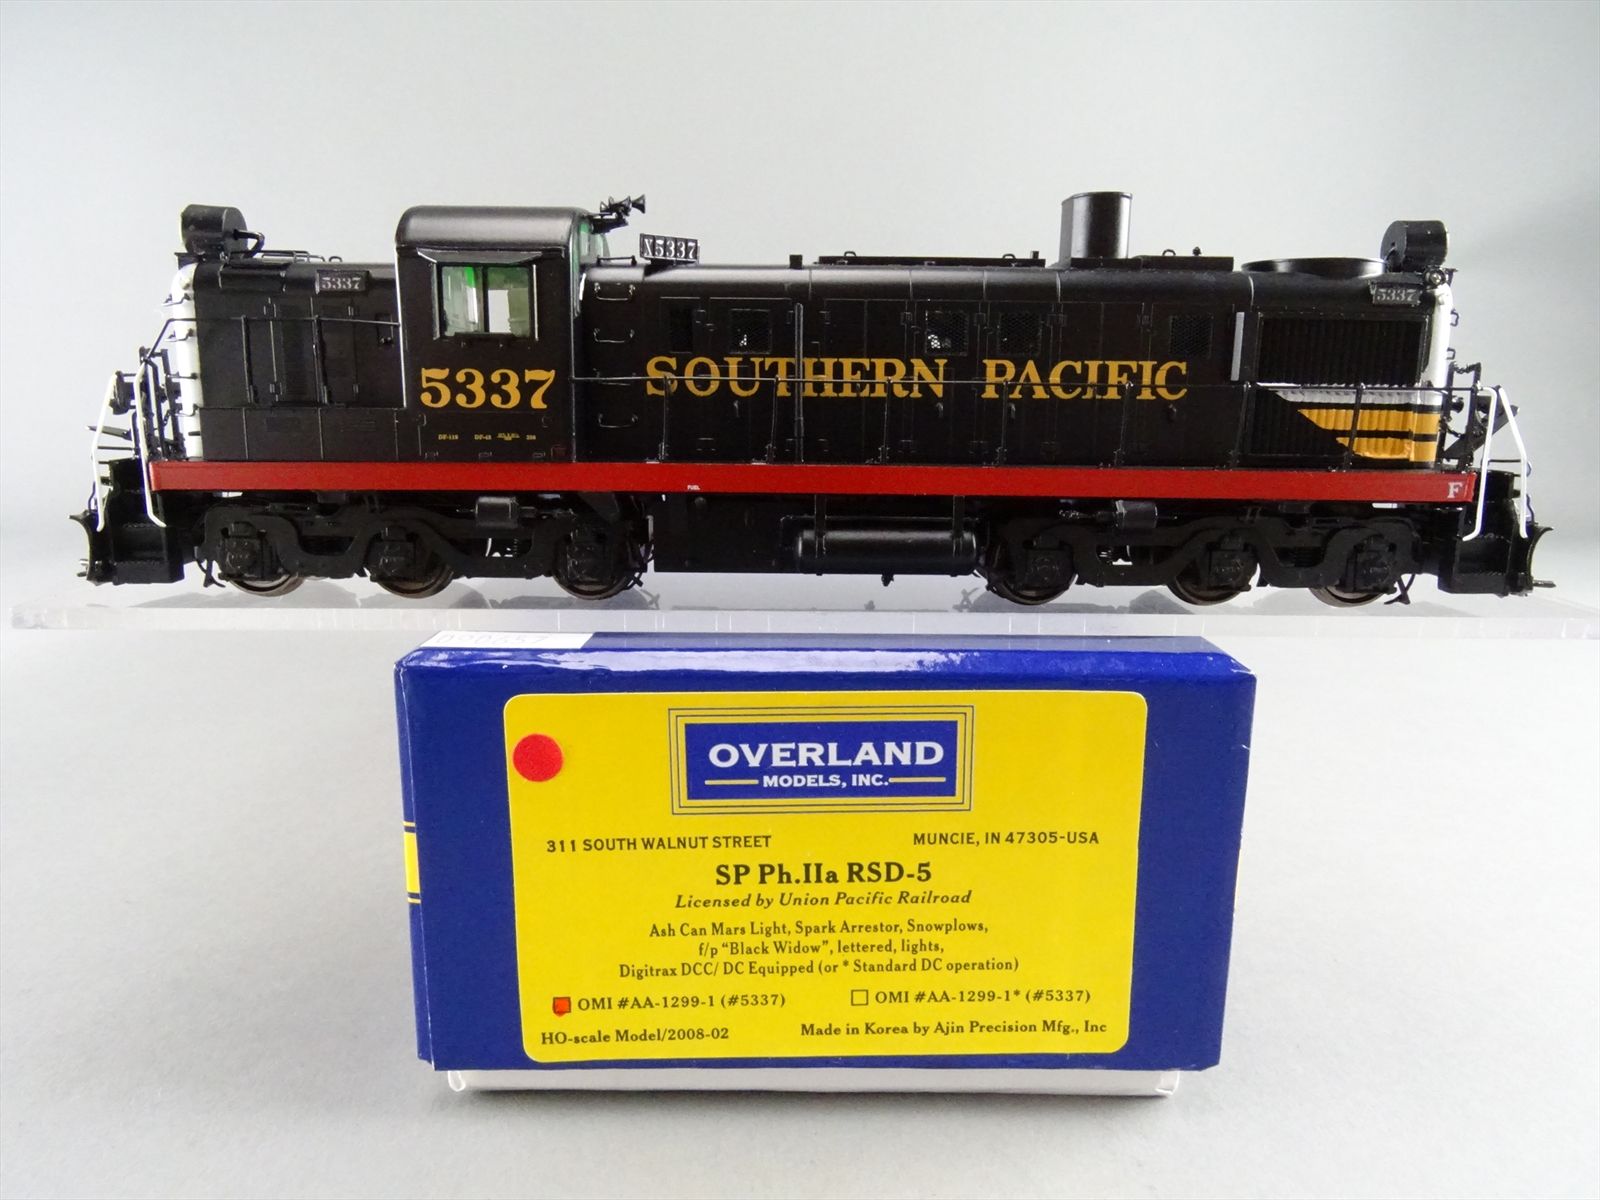 5337
X5337
5337
5337
SOUTHERN PACIFIC
FUEL
F
OVERLAND
MODELS, INC.
311 SOUTH WALNUT STREET MUNCIE, IN 47305-USA
SP Ph.IIa RSD-5
Licensed by Union Pacific Railroad
Ash Can Mars Light, Spark Arrestor, Snowplows,
f/p "Black Widow", lettered, lights,
Digitrax DCC/ DC Equipped (or * Standard DC operation)
OMI #AA-1299-1 (#5337) OMI #AA-1299-1* (#5337)
HO-scale Model/2008-02 Made in Korea by Ajin Precision Mfg., Inc